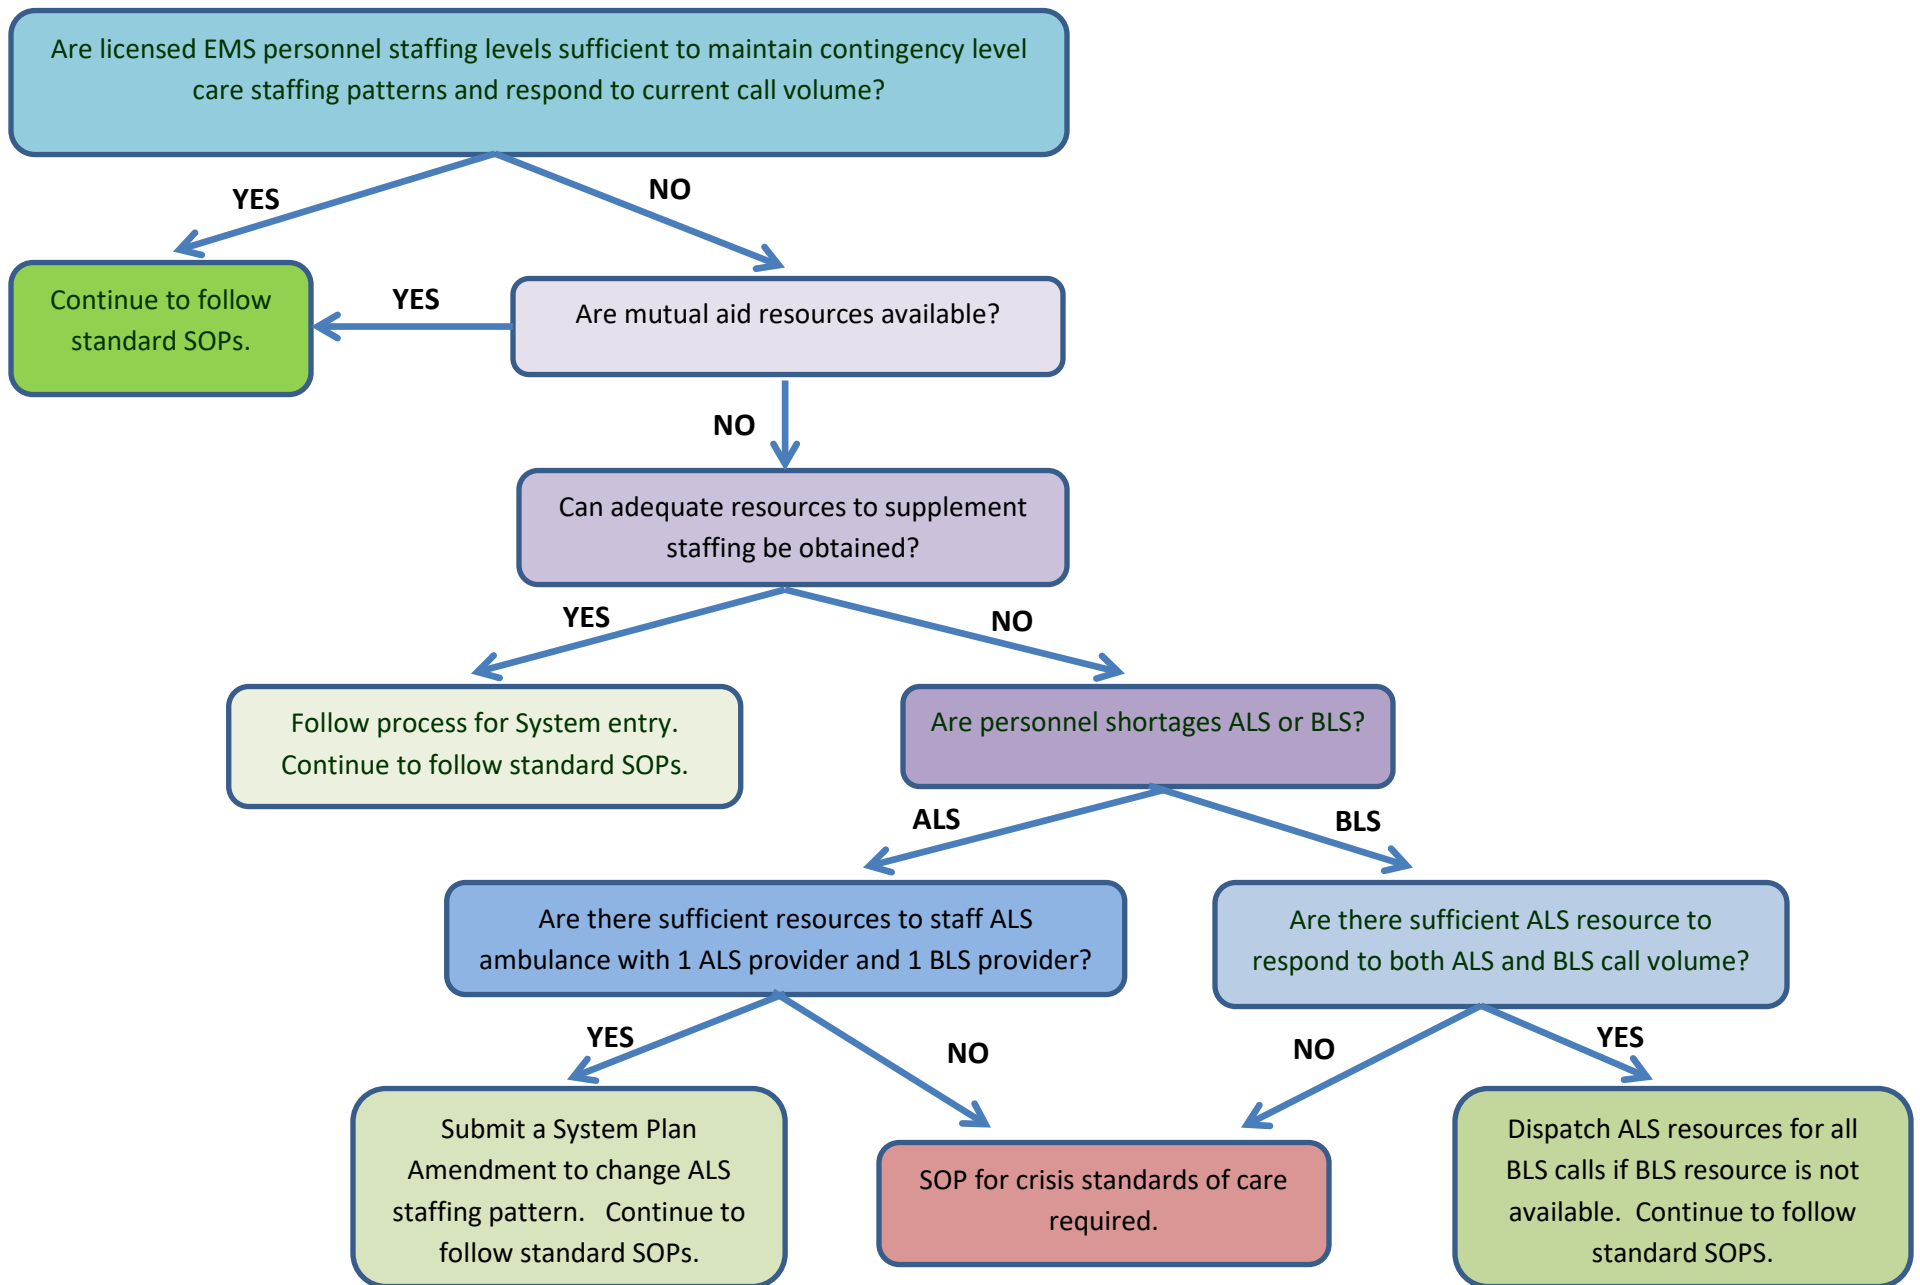 Are licensed EMS personnel staffing levels sufficient to maintain contingency level
care staffing patterns and respond to current call volume?
YES
NO
Continue to follow
standard SOPs.
YES
Are mutual aid resources available?
NO
Can adequate resources to supplement
staffing be obtained?
YES
NO
Follow process for System entry.
Continue to follow standard SOPs.
Are personnel shortages ALS or BLS?
ALS
BLS
Are there sufficient resources to staff ALS
ambulance with 1 ALS provider and 1 BLS provider?
Are there sufficient ALS resource to
respond to both ALS and BLS call volume?
YES
NO
NO
YES
Submit a System Plan
Amendment to change ALS
staffing pattern. Continue to
follow standard SOPs.
SOP for crisis standards of care
required.
Dispatch ALS resources for all
BLS calls if BLS resource is not
available. Continue to follow
standard SOPS.